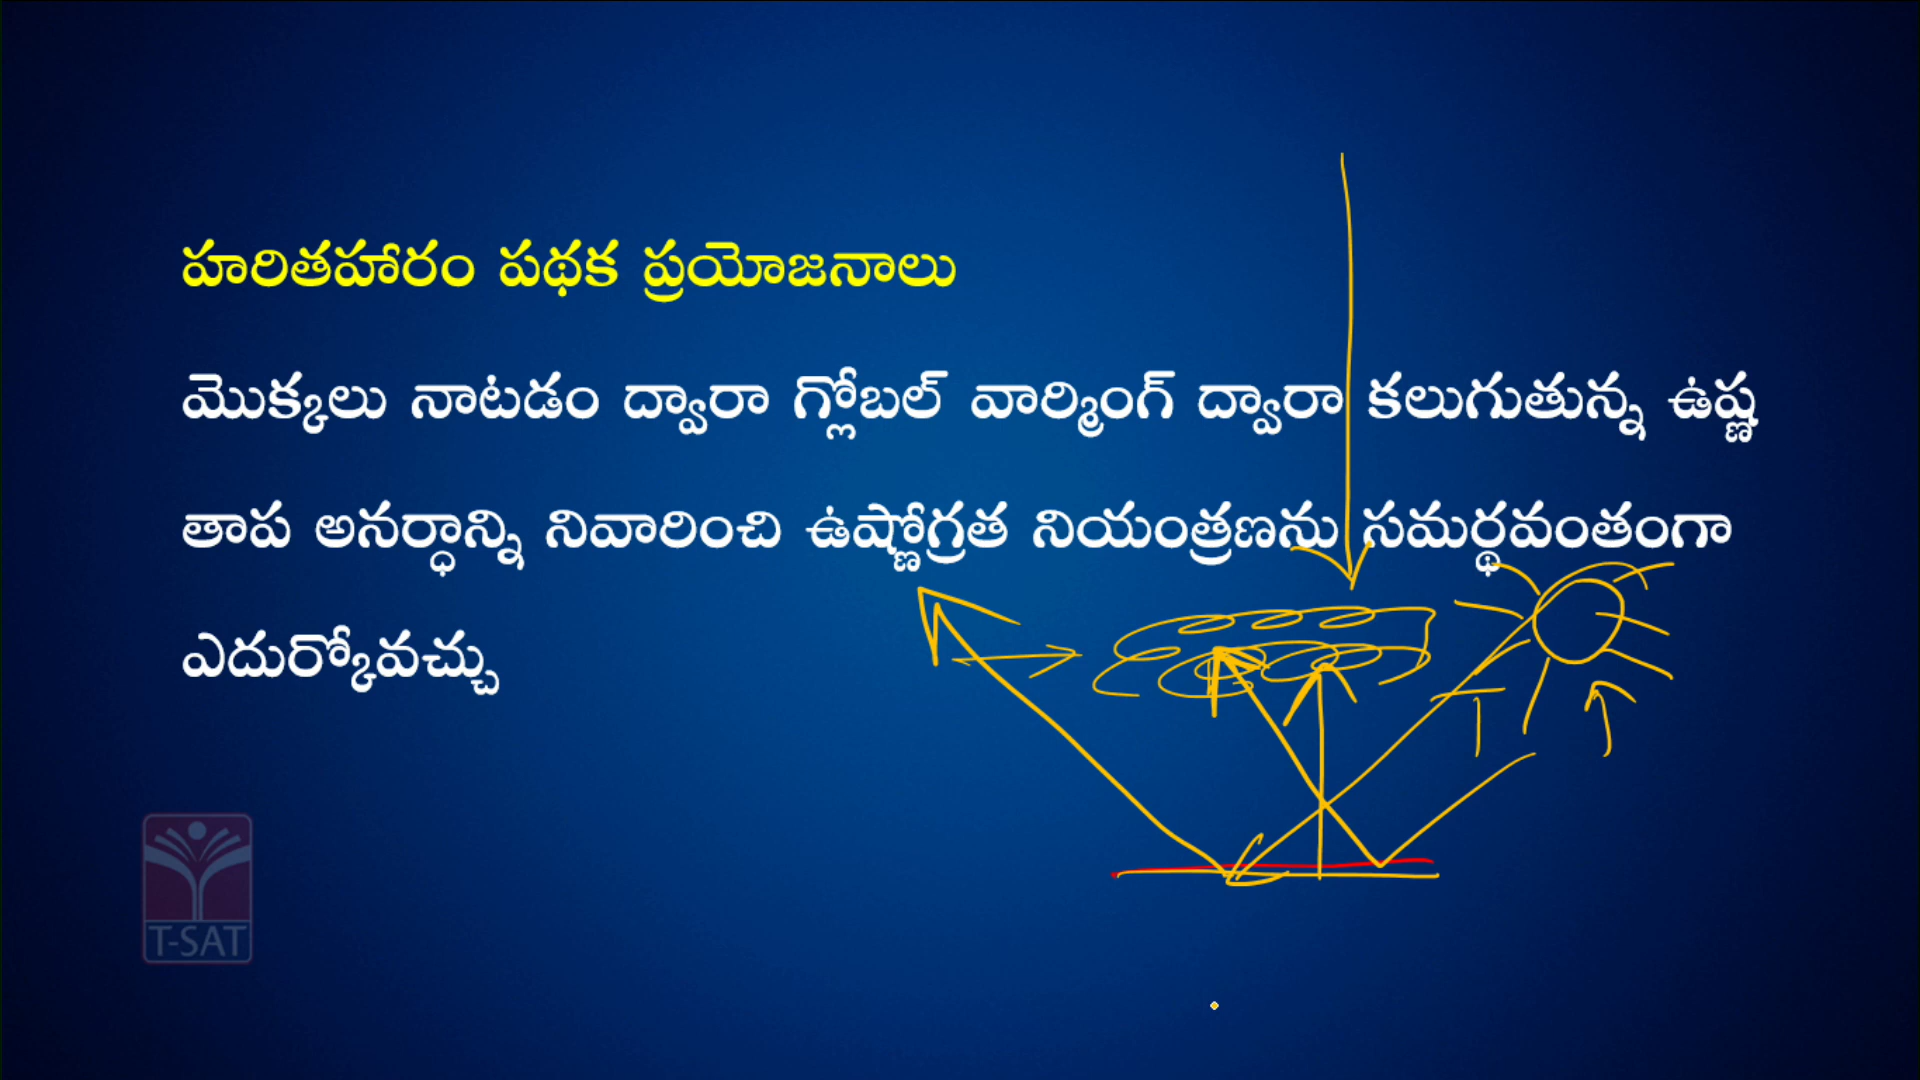 హరితహారం పథక ప్రయోజనాలు
మొక్కలు నాటడం ద్వారా గ్లోబల్ వార్మింగ్ ద్వారా కలుగుతున్న ఉష్ణ
తాప అనర్ధాన్ని నివారించి ఉష్ణోగ్రత నియంత్రణను సమర్థవంతంగా
ఎదుర్కోవచ్చు
T-SAT